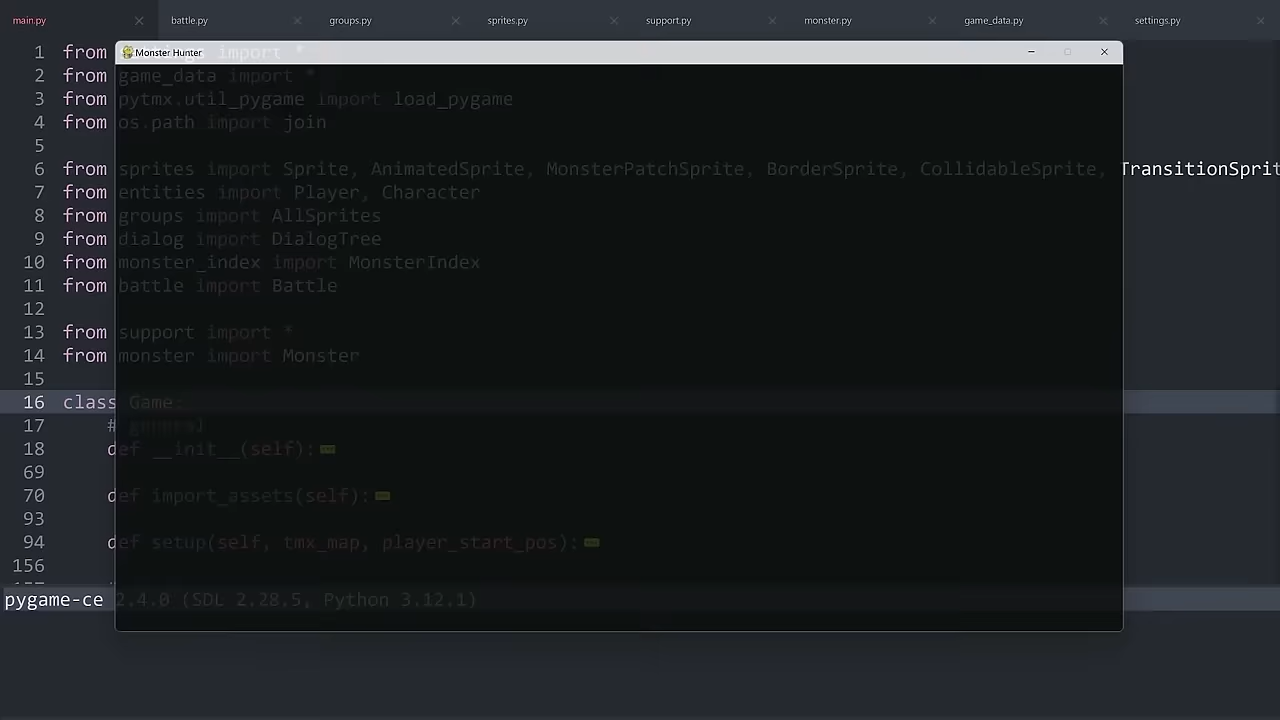 main.py battle.py groups.py sprites.py support.py monster.py game_data.py settings.py
Monster Hunter
1 from settings import *
2 from game_data import *
3 from pytmx.util_pygame import load_pygame
4 from os.path import join
5
6 from sprites import Sprite, AnimatedSprite, MonsterPatchSprite, BorderSprite, CollidableSprite, TransitionSprit
7 from entities import Player, Character
8 from groups import AllSprites
9 from dialog import DialogTree
10 from monster_index import MonsterIndex
11 from battle import Battle
12
13 from support import *
14 from monster import Monster
15
16 class Game:
17 # general
18 def __init__(self):
69
70 def import_assets(self):
93
94 def setup(self, tmx_map, player_start_pos):
156
pygame-ce 2.4.0 (SDL 2.28.5, Python 3.12.1)